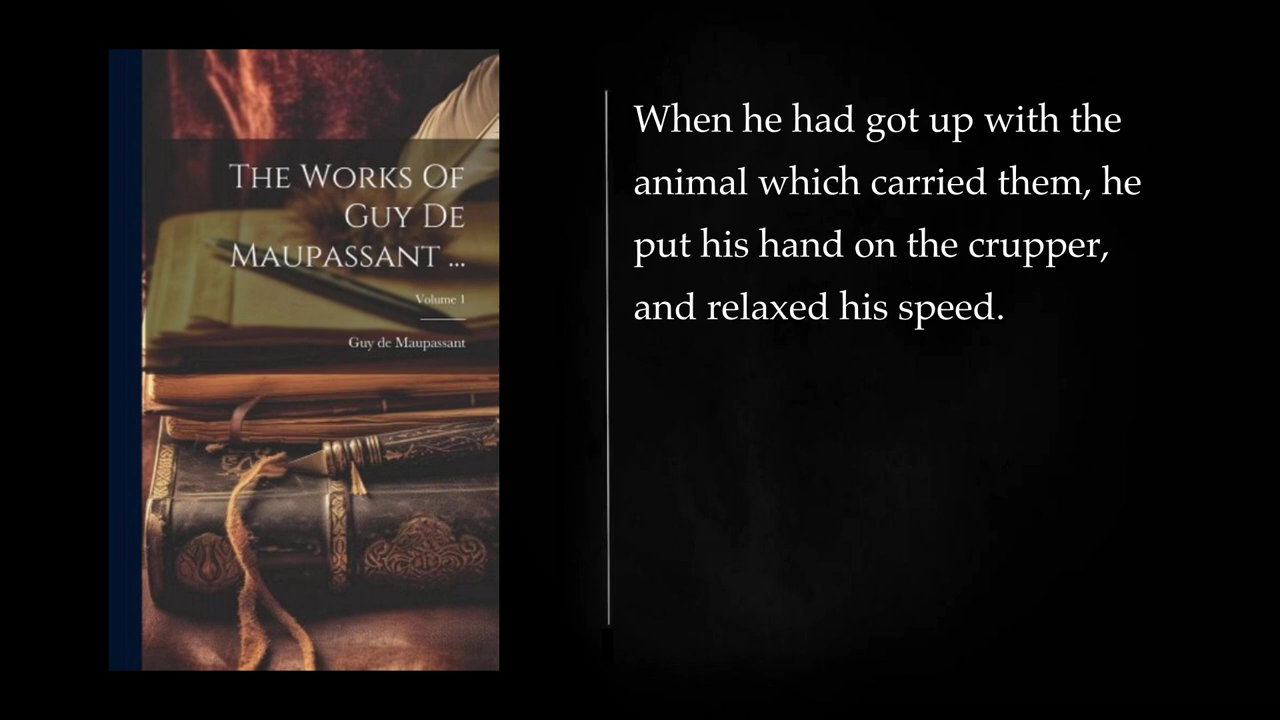 The Works Of
Guy De
Maupassant ...
Volume 1
Guy de Maupassant
When he had got up with the
animal which carried them, he
put his hand on the crupper,
and relaxed his speed.